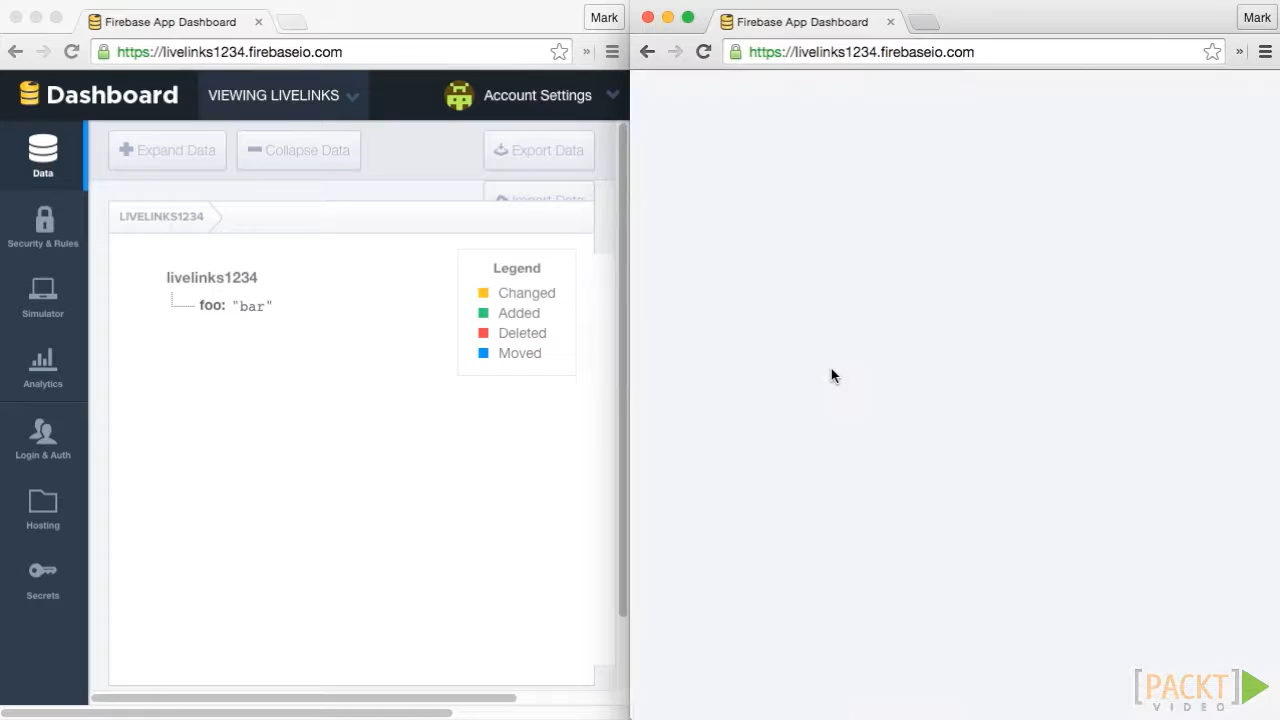 Firebase App Dashboard
Mark
https://livelinks1234.firebaseio.com
Dashboard
VIEWING LIVELINKS
Account Settings
Data
Security & Rules
Simulator
Analytics
Login & Auth
Hosting
Secrets
Expand Data
Collapse Data
Export Data
Import Data
LIVELINKS1234
livelinks1234
foo: "bar"
Legend
Changed
Added
Deleted
Moved
Firebase App Dashboard
Mark
https://livelinks1234.firebaseio.com
[PACKT]
VIDEO